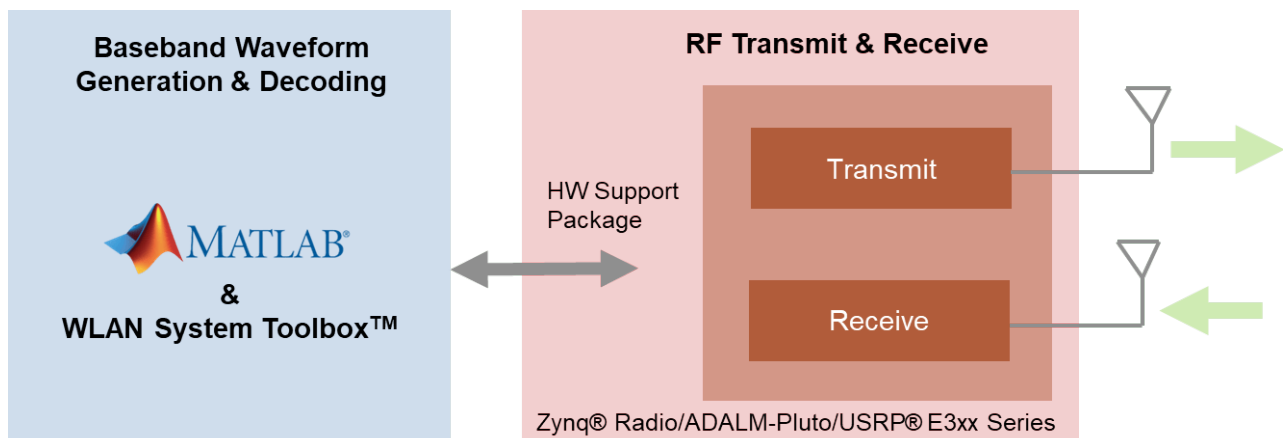 Baseband Waveform
Generation & Decoding
MATLAB®
&
WLAN System Toolbox™
RF Transmit & Receive
HW Support
Package
Transmit
Receive
Zynq® Radio/ADALM-Pluto/USRP® E3xx Series